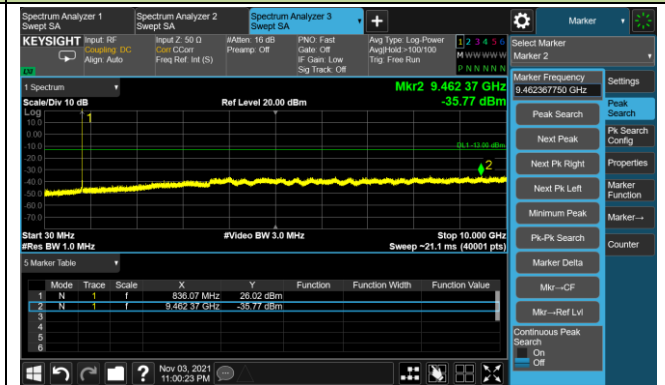 Spectrum Analyzer 1
Swept SA
Spectrum Analyzer 2
Swept SA
Spectrum Analyzer 3
Swept SA
Marker
KEYSIGHT
Input: RF
Coupling: DC
Align: Auto
Input Z: 50 Ω
Corr CCorr
Freq Ref: Int (S)
#Atten: 16 dB
Preamp: Off
PNO: Fast
Gate: Off
IF Gain: Low
Sig Track: Off
Avg Type: Log-Power
Avg|Hold >100/100
Trig: Free Run
1 2 3 4 5 6
M W W W W W
P N N N N N
LXI
Select Marker
Marker 2
Marker Frequency
9.462367750 GHz
Settings
Peak Search
Peak
Search
Next Peak
Pk Search
Config
Next Pk Right
Properties
Next Pk Left
Marker
Function
Minimum Peak
Marker→
Pk-Pk Search
Counter
Marker Delta
Mkr→CF
Mkr→Ref Lvl
Continuous Peak
Search
On
Off
1 Spectrum
Mkr2 9.462 37 GHz
Scale/Div 10 dB
Ref Level 20.00 dBm
-35.77 dBm
Log
10.0
0.00
-10.0
-20.0
-30.0
-40.0
-50.0
-60.0
-70.0
1
DL1 -13.00 dBm
2
Start 30 MHz
#Video BW 3.0 MHz
Stop 10.000 GHz
#Res BW 1.0 MHz
Sweep ~21.1 ms (40001 pts)
5 Marker Table
Mode Trace Scale X Y Function Function Width Function Value
1 N 1 f 836.07 MHz 26.02 dBm
2 N 1 f 9.462 37 GHz -35.77 dBm
3
4
5
6
Nov 03, 2021
11:00:23 PM